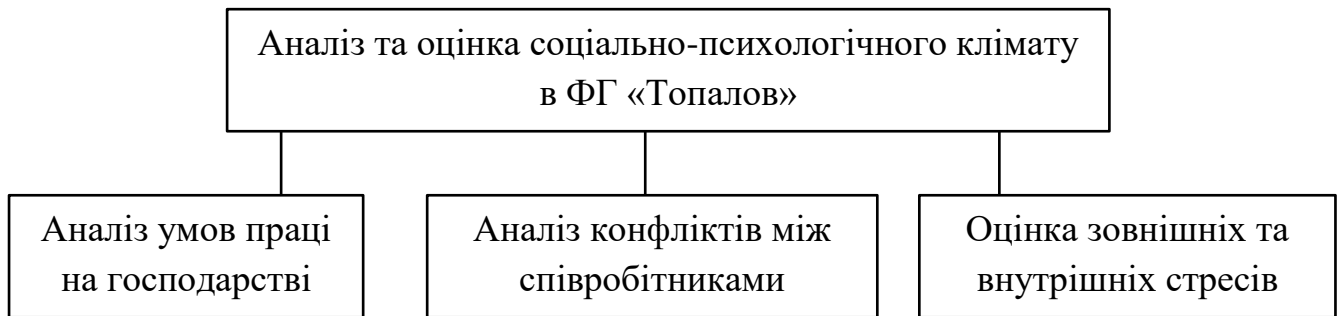 Аналіз та оцінка соціально-психологічного клімату
в ФГ «Топалов»
Аналіз умов праці
на господарстві
Аналіз конфліктів між
співробітниками
Оцінка зовнішніх та
внутрішніх стресів